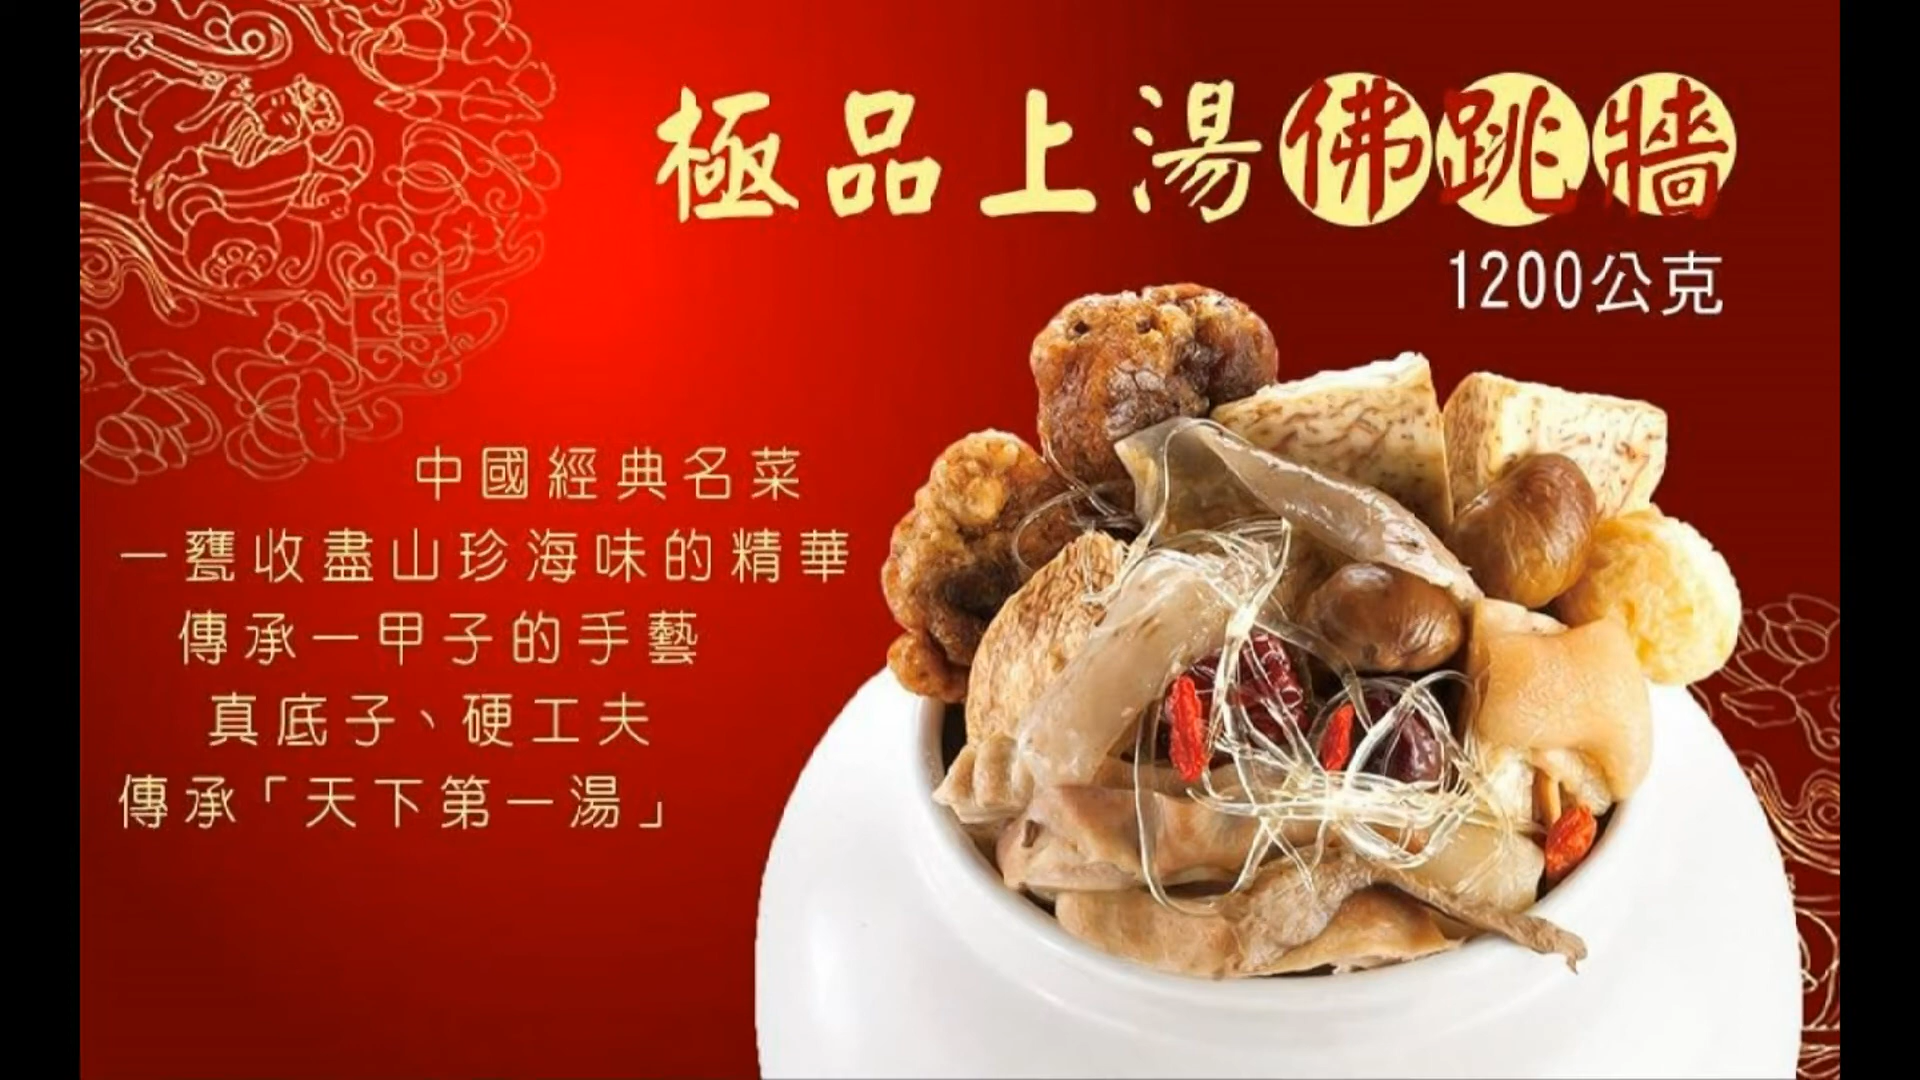 極品上湯佛跳牆
1200公克
中國經典名菜
一甕收盡山珍海味的精華
傳承一甲子的手藝
真底子、硬工夫
傳承「天下第一湯」